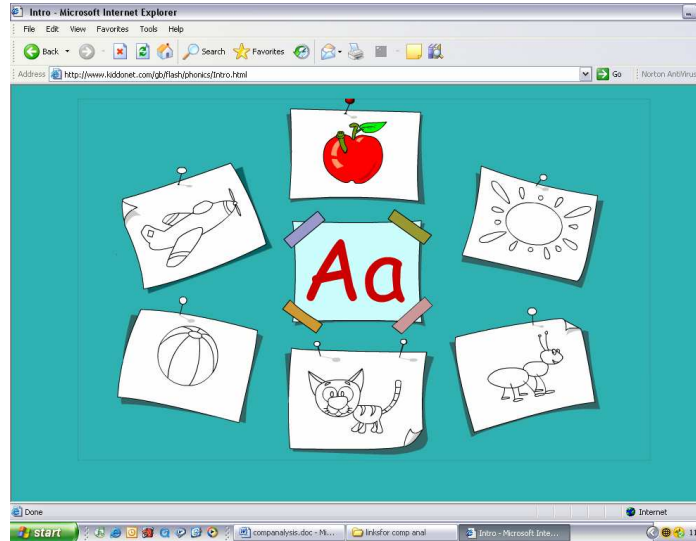 Intro - Microsoft Internet Explorer
File Edit View Favorites Tools Help
Back Search Favorites
Address http://www.kiddonet.com/gb/flash/phonics/Intro.html Go Norton AntiVirus
Aa
Done Internet
start companalysis.doc - Mi... linksfor comp anal Intro - Microsoft Inte... 11